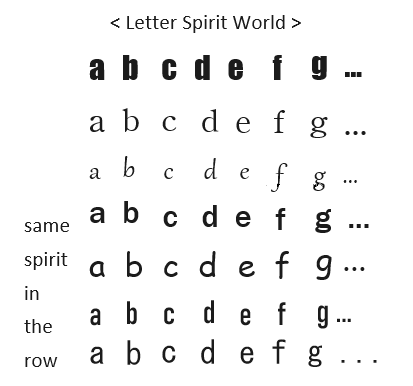 < Letter Spirit World >
a b c d e f g ...
a b c d e f g ...
a b c d e f g ...
same a b c d e f g ...
spirit a b c d e f g ...
in
the a b c d e f g ...
row a b c d e f g . . .